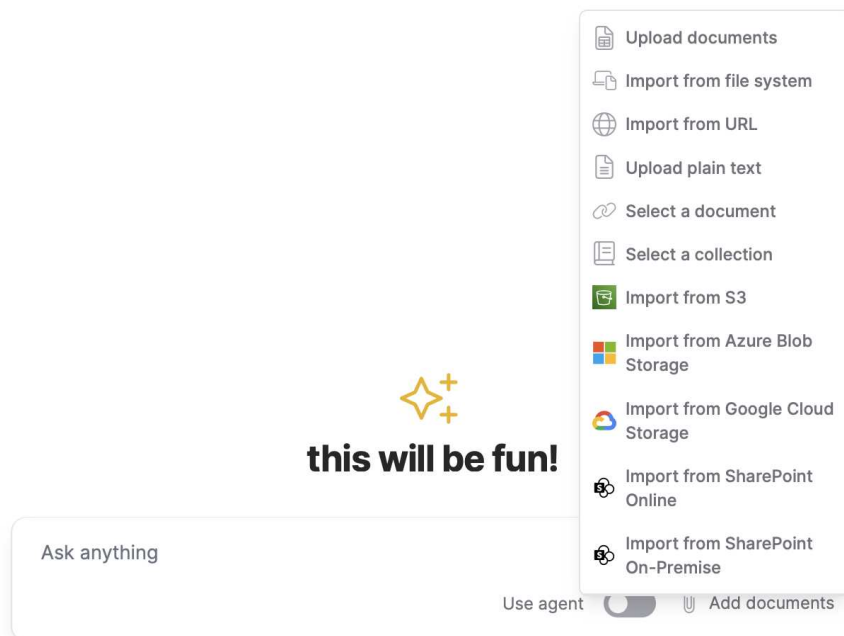 Upload documents
Import from file system
Import from URL
Upload plain text
Select a document
Select a collection
Import from S3
Import from Azure Blob
Storage
Import from Google Cloud
Storage
Import from SharePoint
Online
Import from SharePoint
On-Premise
this will be fun!
Ask anything
Use agent
Add documents